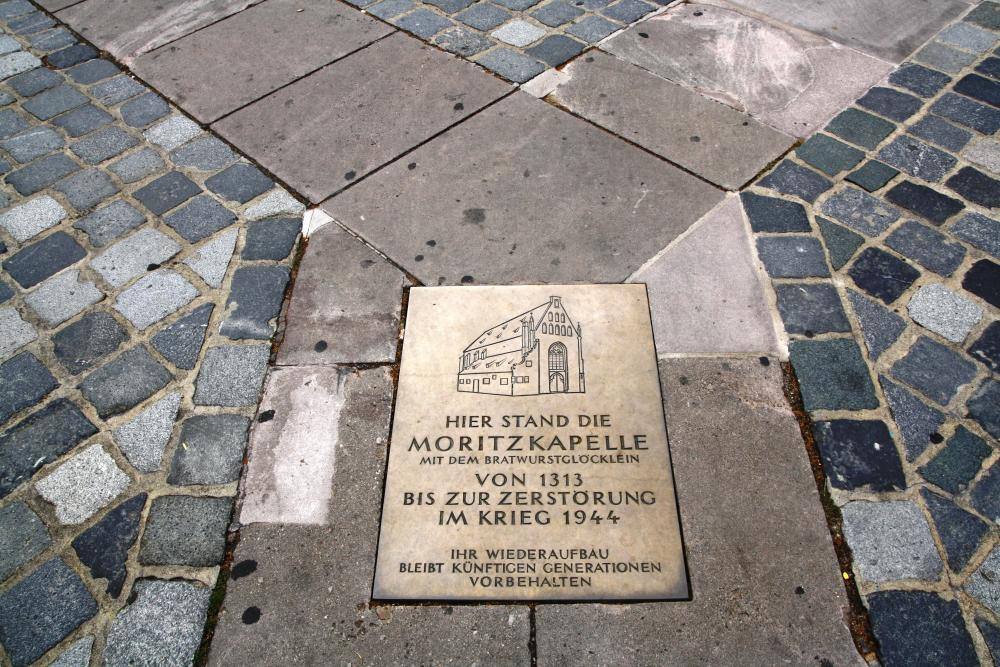 HIER STAND DIE
MORITZKAPELLE
MIT DEM BRATWURSTGLÖCKLEIN
VON 1313
BIS ZUR ZERSTÖRUNG
IM KRIEG 1944
IHR WIEDERAUFBAU
BLEIBT KÜNFTIGEN GENERATIONEN
VORBEHALTEN